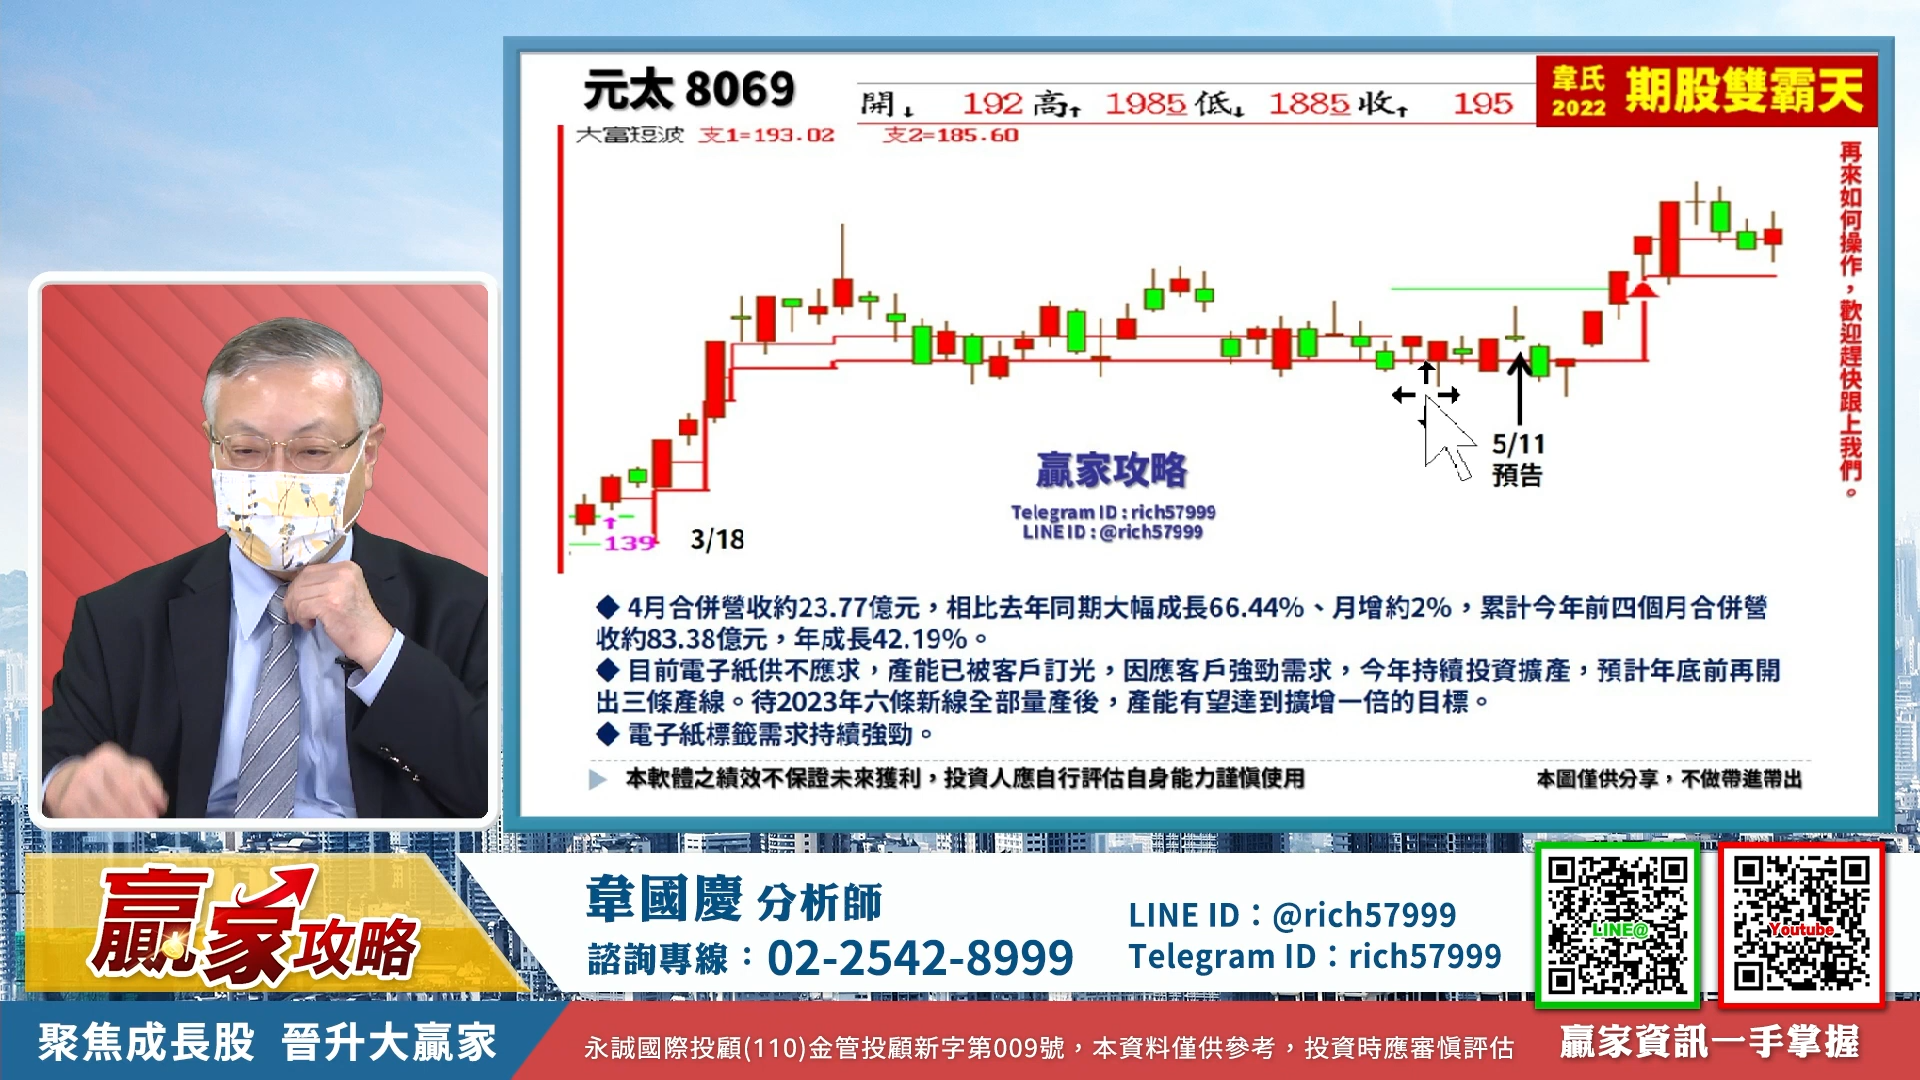 元太 8069
開↓ 192 高↑ 1985 低↓ 1885 收↑ 195
韋氏 2022 期股雙霸天
大富短波 支1=193.02 支2=185.60
再來如何操作，歡迎趕快跟上我們。
5/11
預告
贏家攻略
Telegram ID : rich57999
LINE ID : @rich57999
139
3/18
◆ 4月合併營收約23.77億元，相比去年同期大幅成長66.44%、月增約2%，累計今年前四個月合併營
收約83.38億元，年成長42.19%。
◆ 目前電子紙供不應求，產能已被客戶訂光，因應客戶強勁需求，今年持續投資擴產，預計年底前再開
出三條產線。待2023年六條新線全部量產後，產能有望達到擴增一倍的目標。
◆ 電子紙標籤需求持續強勁。
本軟體之績效不保證未來獲利，投資人應自行評估自身能力謹慎使用
本圖僅供分享，不做帶進帶出
贏家攻略
韋國慶 分析師
諮詢專線：02-2542-8999
LINE ID：@rich57999
Telegram ID：rich57999
LINE@
Youtube
聚焦成長股 晉升大贏家
永誠國際投顧(110)金管投顧新字第009號，本資料僅供參考，投資時應審慎評估
贏家資訊一手掌握